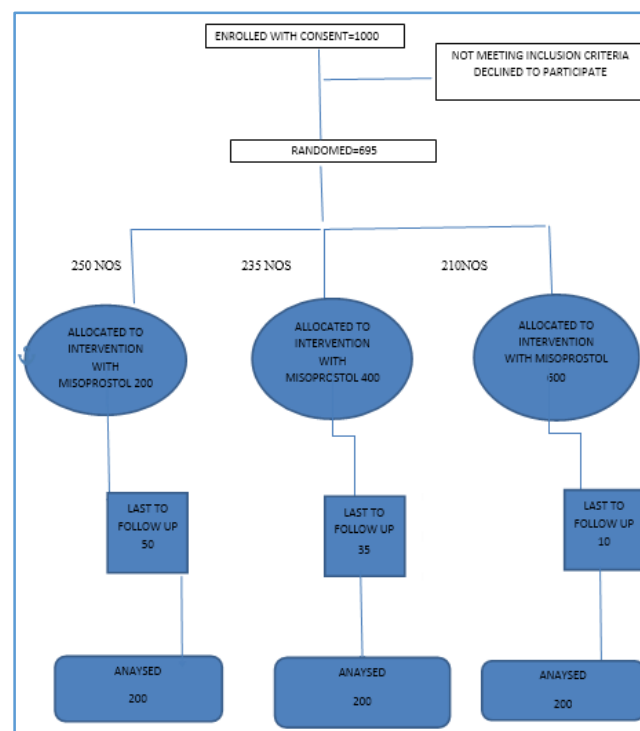 ENROLLED WITH CONSENT=1000
NOT MEETING INCLUSION CRITERIA
DECLINED TO PARTICIPATE
RANDOMED=695
250 NOS
235 NOS
210NOS
ALLOCATED TO
INTERVENTION
WITH
MISOPROSTOL 200
ALLOCATED TO
INTERVENTION
WITH
MISOPROSTOL 400
ALLOCATED TO
INTERVENTION
WITH MISOPROSTOL
600
LAST TO
FOLLOW UP
50
LAST TO
FOLLOW UP
35
LAST TO
FOLLOW UP
10
ANAYSED
200
ANAYSED
200
ANAYSED
200